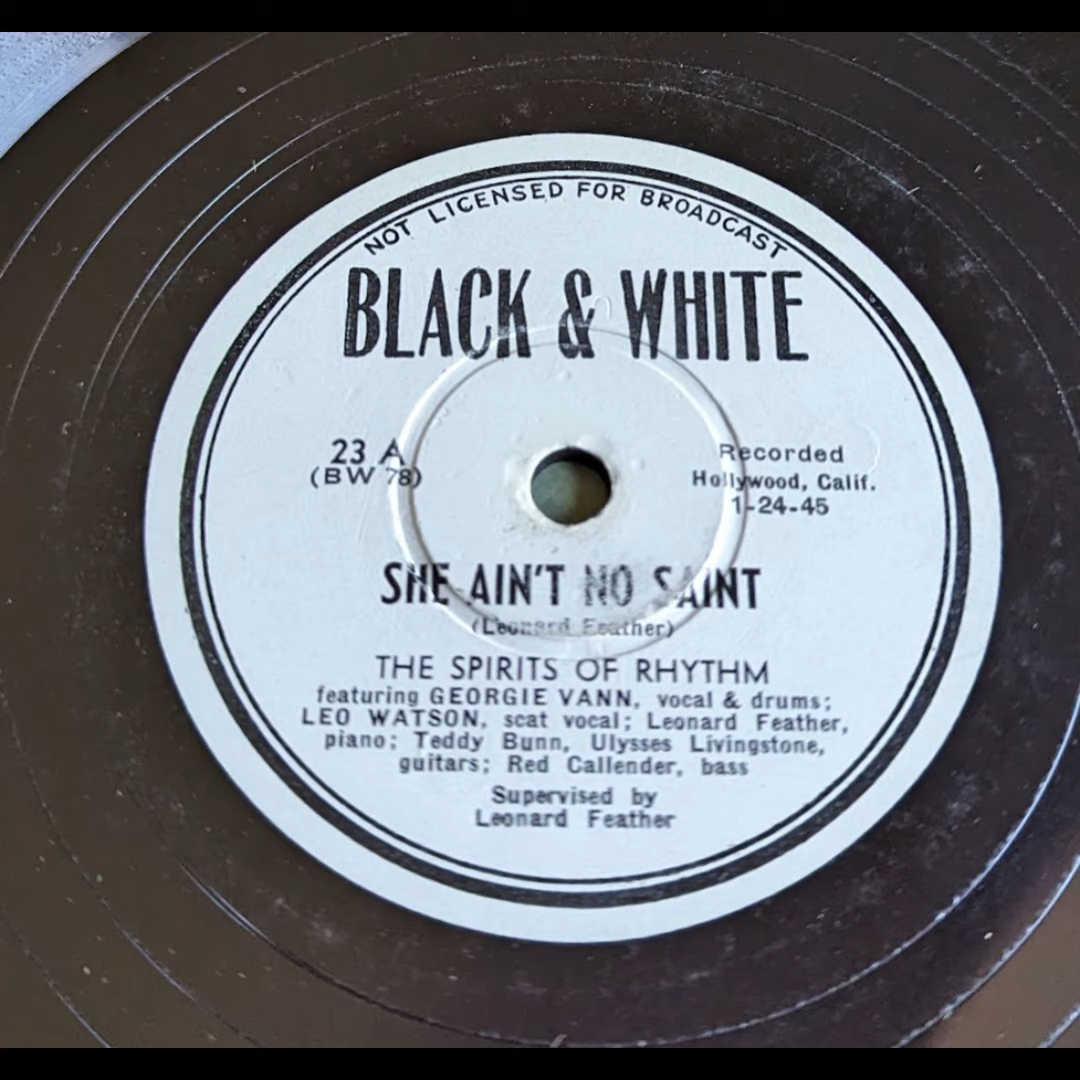 NOT LICENSED FOR BROADCAST
BLACK & WHITE
23 A
(BW 78)
Recorded
Hollywood, Calif.
1-24-45
SHE AIN'T NO SAINT
(Leonard Feather)
THE SPIRITS OF RHYTHM
featuring GEORGIE VANN, vocal & drums;
LEO WATSON, scat vocal; Leonard Feather,
piano; Teddy Bunn, Ulysses Livingstone,
guitars; Red Callender, bass
Supervised by
Leonard Feather